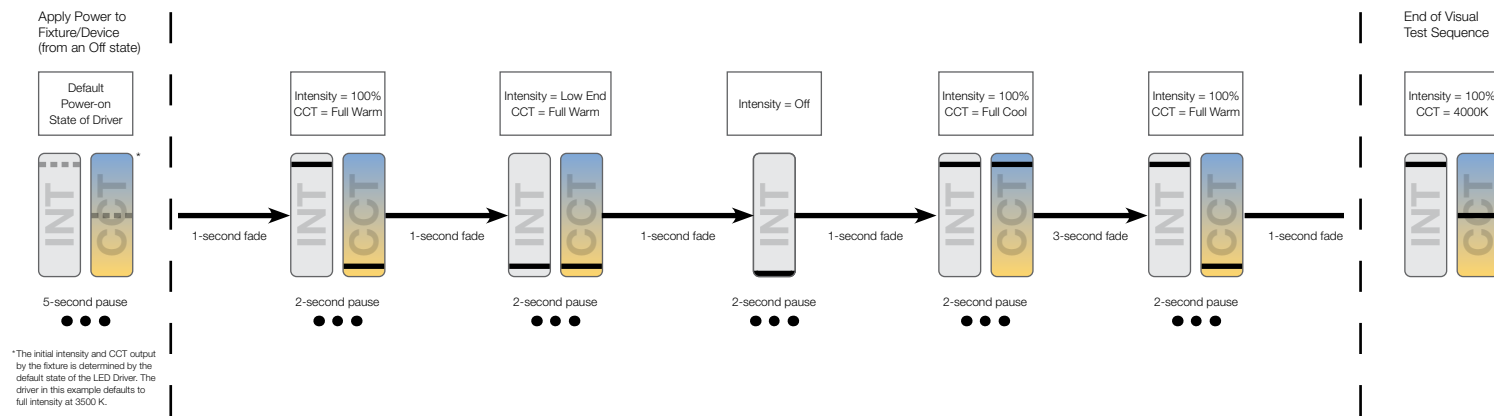 Apply Power to
Fixture/Device
(from an Off state)
End of Visual
Test Sequence
Default
Power-on
State of Driver
Intensity = 100%
CCT = Full Warm
Intensity = Low End
CCT = Full Warm
Intensity = Off
Intensity = 100%
CCT = Full Cool
Intensity = 100%
CCT = Full Warm
Intensity = 100%
CCT = 4000K
*
INT
CCT
INT
CCT
INT
CCT
INT
INT
CCT
INT
CCT
INT
CCT
1-second fade
1-second fade
1-second fade
1-second fade
3-second fade
1-second fade
5-second pause
2-second pause
2-second pause
2-second pause
2-second pause
2-second pause
*The initial intensity and CCT output
by the fixture is determined by the
default state of the LED Driver. The
driver in this example defaults to
full intensity at 3500 K.